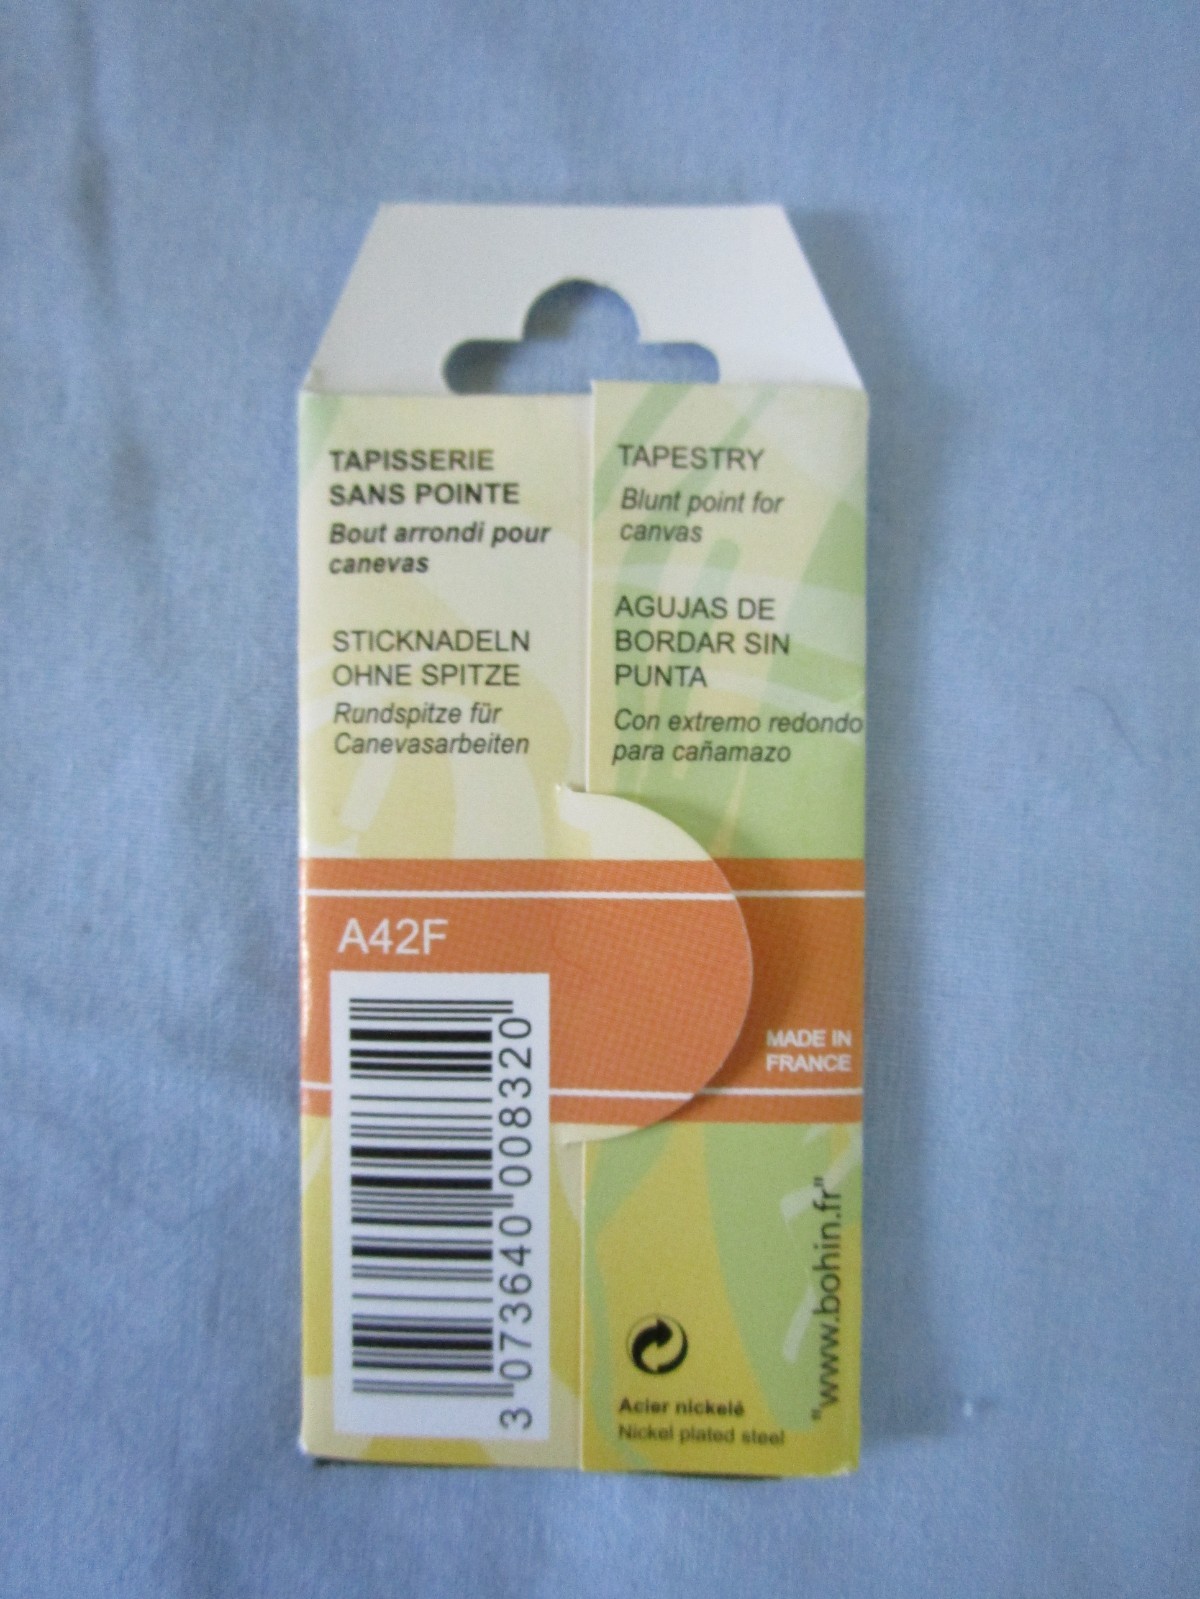 TAPISSERIE
SANS POINTE
Bout arrondi pour
canevas
STICKNADELN
OHNE SPITZE
Rundspitze für
Canevasarbeiten
TAPESTRY
Blunt point for
canvas
AGUJAS DE
BORDAR SIN
PUNTA
Con extremo redondo
para cañamazo
A42F
3 073640 008320
MADE IN
FRANCE
"www.bohin.fr"
Acier nickelé
Nickel plated steel